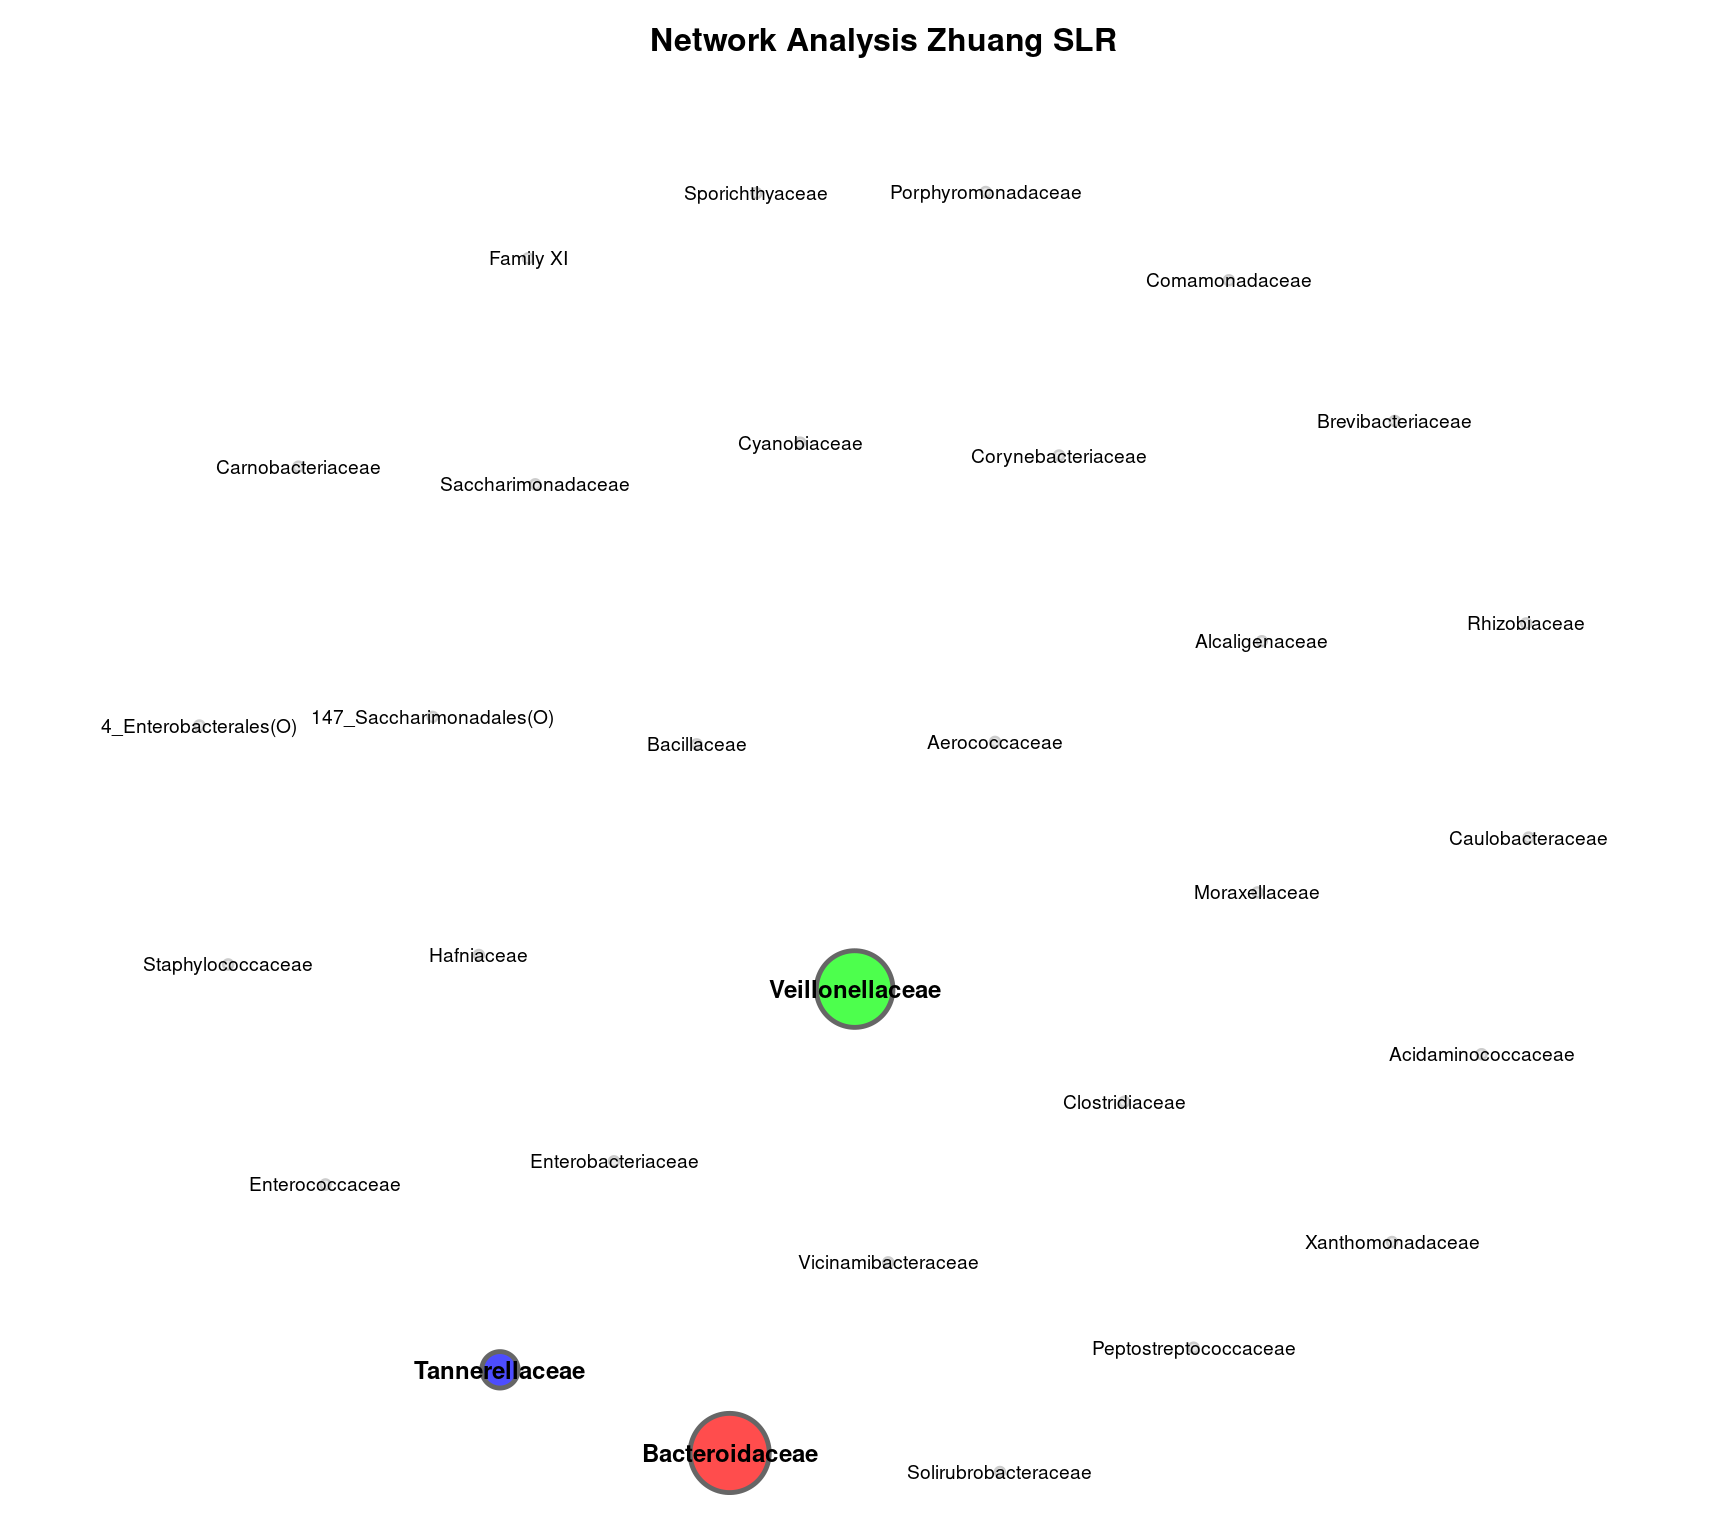 Network Analysis Zhuang SLR
Sporichthyaceae
Porphyromonadaceae
Family XI
Comamonadaceae
Brevibacteriaceae
Cyanobiaceae
Corynebacteriaceae
Carnobacteriaceae
Saccharimonadaceae
Rhizobiaceae
Alcaligenaceae
4_Enterobacterales(O)
147_Saccharimonadales(O)
Bacillaceae
Aerococcaceae
Caulobacteraceae
Moraxellaceae
Staphylococcaceae
Hafniaceae
Veillonellaceae
Acidaminococcaceae
Clostridiaceae
Enterobacteriaceae
Enterococcaceae
Xanthomonadaceae
Vicinamibacteraceae
Peptostreptococcaceae
Tannerellaceae
Bacteroidaceae
Solirubrobacteraceae